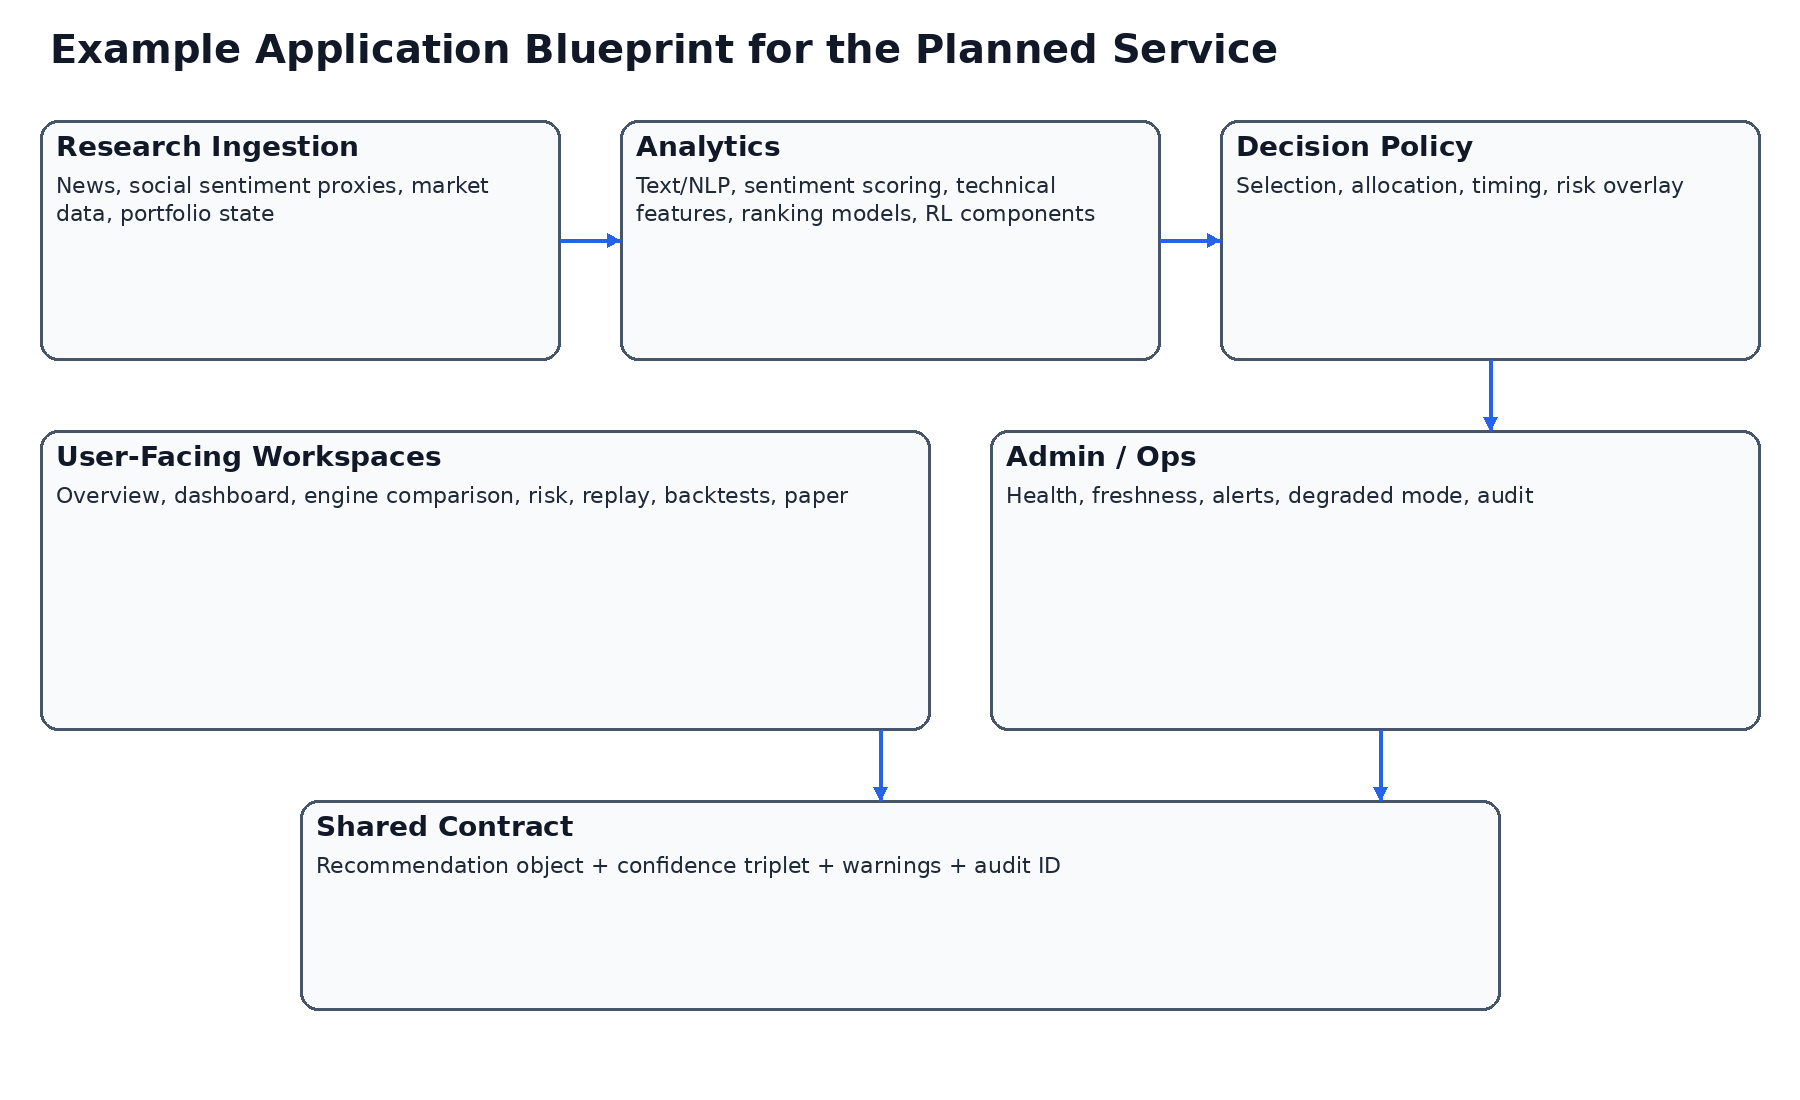 Example Application Blueprint for the Planned Service
Research Ingestion
News, social sentiment proxies, market
data, portfolio state
Analytics
Text/NLP, sentiment scoring, technical
features, ranking models, RL components
Decision Policy
Selection, allocation, timing, risk overlay
User-Facing Workspaces
Overview, dashboard, engine comparison, risk, replay, backtests, paper
Admin / Ops
Health, freshness, alerts, degraded mode, audit
Shared Contract
Recommendation object + confidence triplet + warnings + audit ID